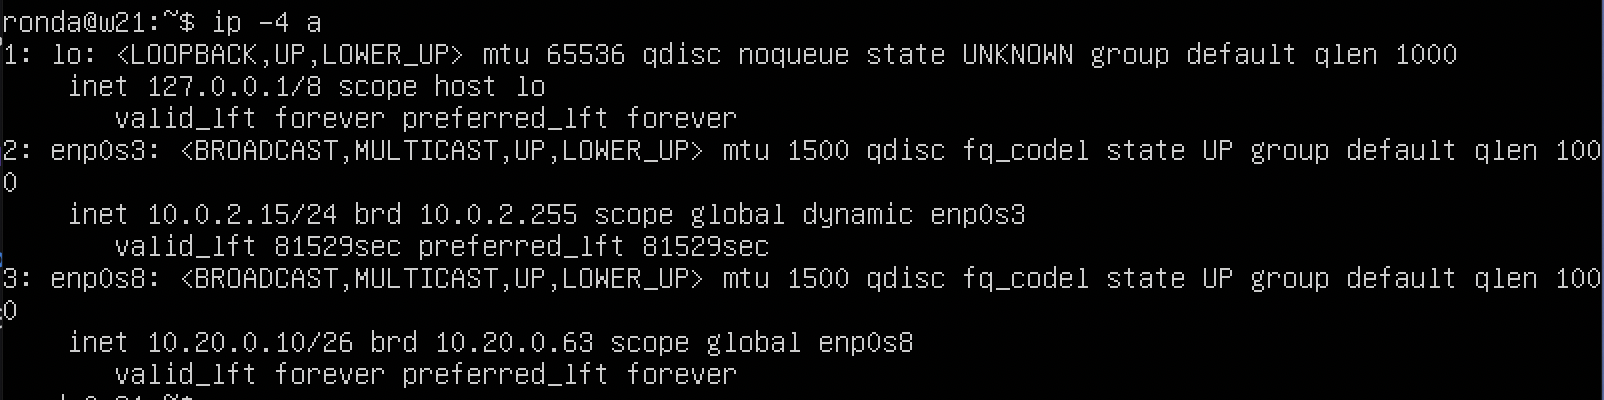 ronda@w21:~$ ip -4 a
1: lo: <LOOPBACK,UP,LOWER_UP> mtu 65536 qdisc noqueue state UNKNOWN group default qlen 1000
    inet 127.0.0.1/8 scope host lo
       valid_lft forever preferred_lft forever
2: enp0s3: <BROADCAST,MULTICAST,UP,LOWER_UP> mtu 1500 qdisc fq_codel state UP group default qlen 100
0
    inet 10.0.2.15/24 brd 10.0.2.255 scope global dynamic enp0s3
       valid_lft 81529sec preferred_lft 81529sec
3: enp0s8: <BROADCAST,MULTICAST,UP,LOWER_UP> mtu 1500 qdisc fq_codel state UP group default qlen 100
0
    inet 10.20.0.10/26 brd 10.20.0.63 scope global enp0s8
       valid_lft forever preferred_lft forever